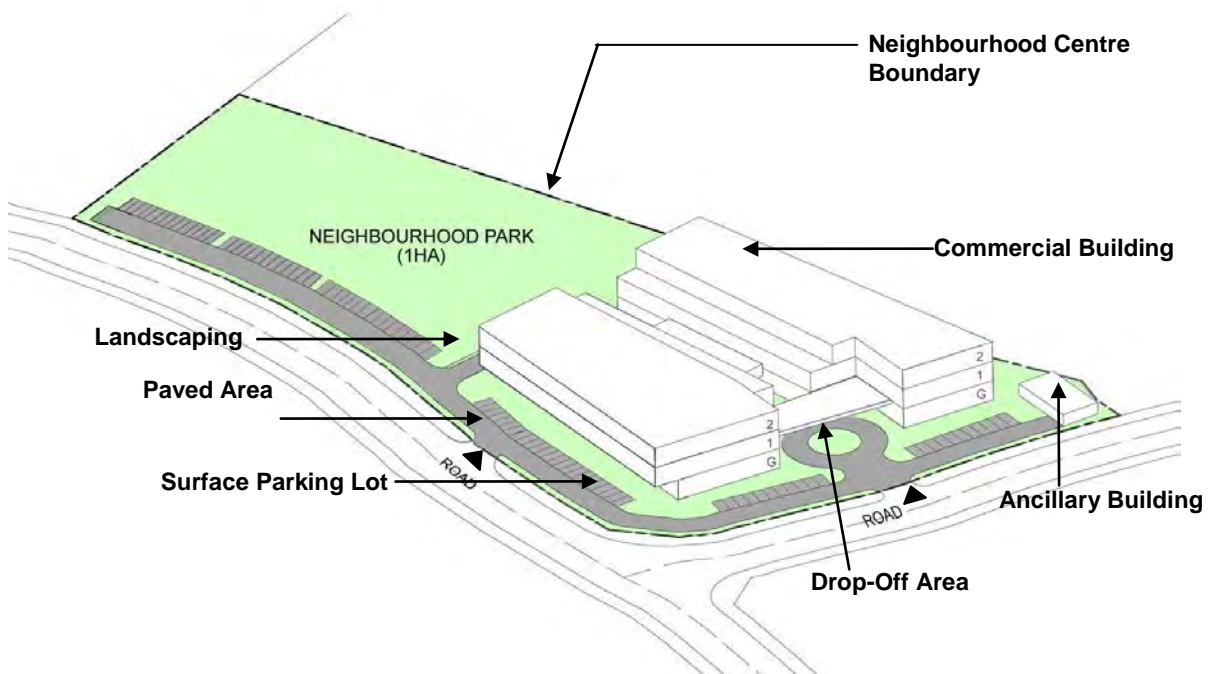 Neighbourhood Centre
Boundary
NEIGHBOURHOOD PARK
(1HA)
Commercial Building
Landscaping
Paved Area
Surface Parking Lot
2
1
G
2
1
G
ROAD
ROAD
Ancillary Building
Drop-Off Area